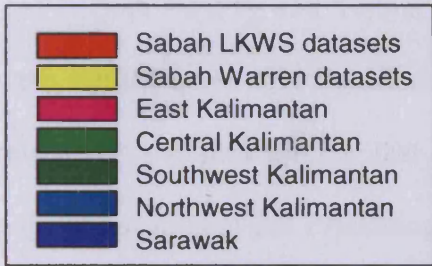 Sabah LKWS datasets
Sabah Warren datasets
East Kalimantan
Central Kalimantan
Southwest Kalimantan
Northwest Kalimantan
Sarawak